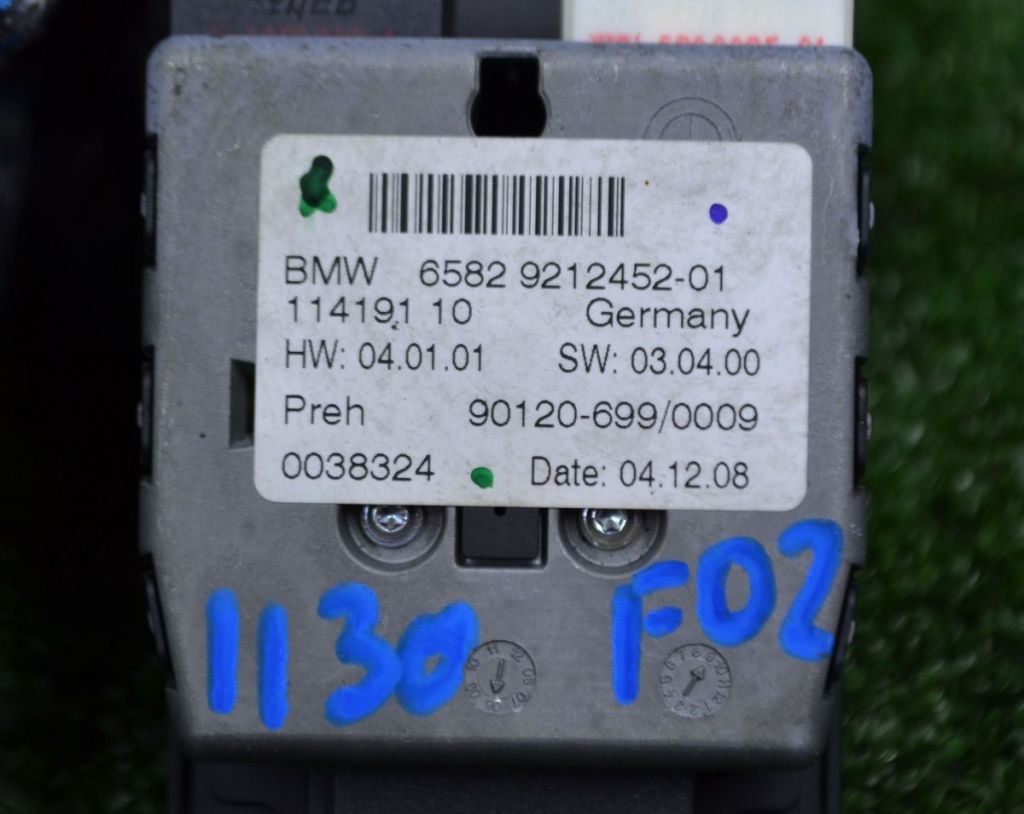 BMW 6582 9212452-01
114191 10 Germany
HW: 04.01.01 SW: 03.04.00
Preh 90120-699/0009
0038324 Date: 04.12.08
1130 F02